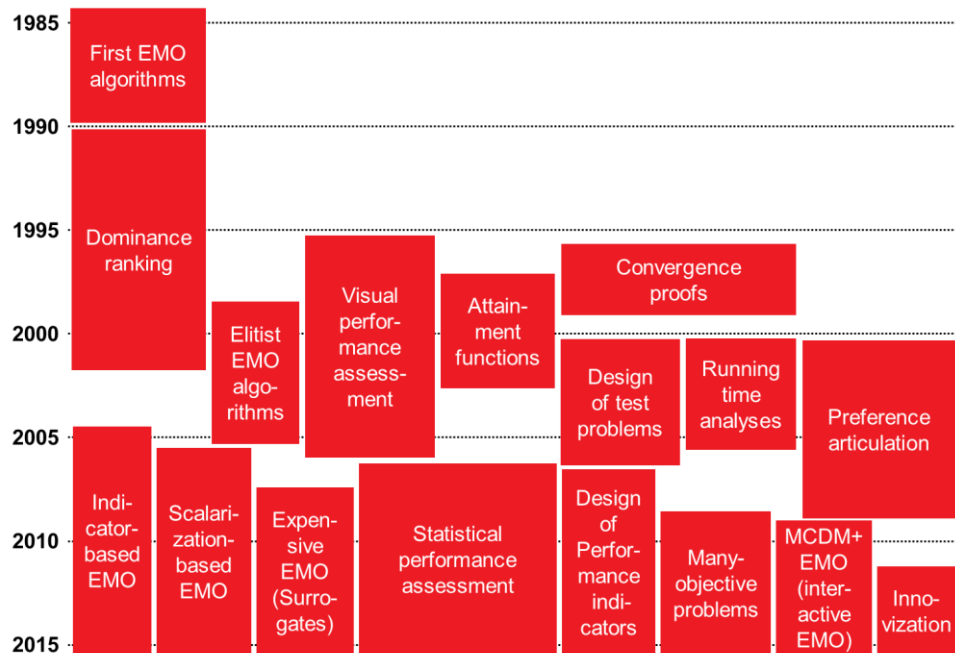 1985
First EMO
algorithms
1990
Dominance
ranking
1995
Visual
perfor-
mance
assess-
ment
Attain-
ment
functions
Convergence
proofs
2000
Elitist
EMO
algo-
rithms
Design
of test
problems
Running
time
analyses
Preference
articulation
2005
Indi-
cator-
based
EMO
Scalari-
zation-
based
EMO
Expen-
sive
EMO
(Surro-
gates)
Statistical
performance
assessment
Design
of
Perfor-
mance
indi-
cators
Many-
objective
problems
MCDM+
EMO
(inter-
active
EMO)
Inno-
vization
2010
2015